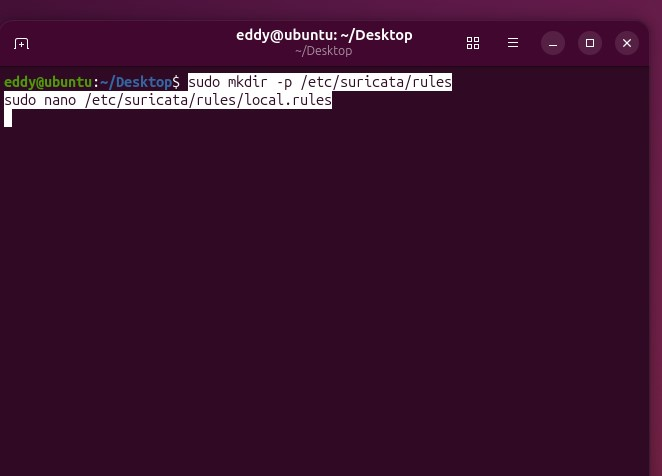 eddy@ubuntu: ~/Desktop
~/Desktop
eddy@ubuntu:~/Desktop$ sudo mkdir -p /etc/suricata/rules
sudo nano /etc/suricata/rules/local.rules